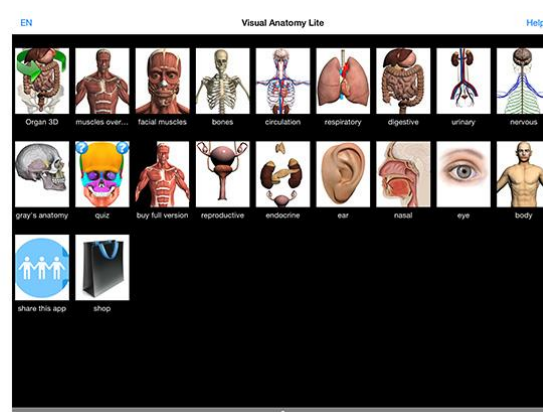 EN Visual Anatomy Lite Help
Organ 3D muscles over... facial muscles bones circulation respiratory digestive urinary nervous
? ?
gray's anatomy quiz buy full version reproductive endocrine ear nasal eye body
share this app shop